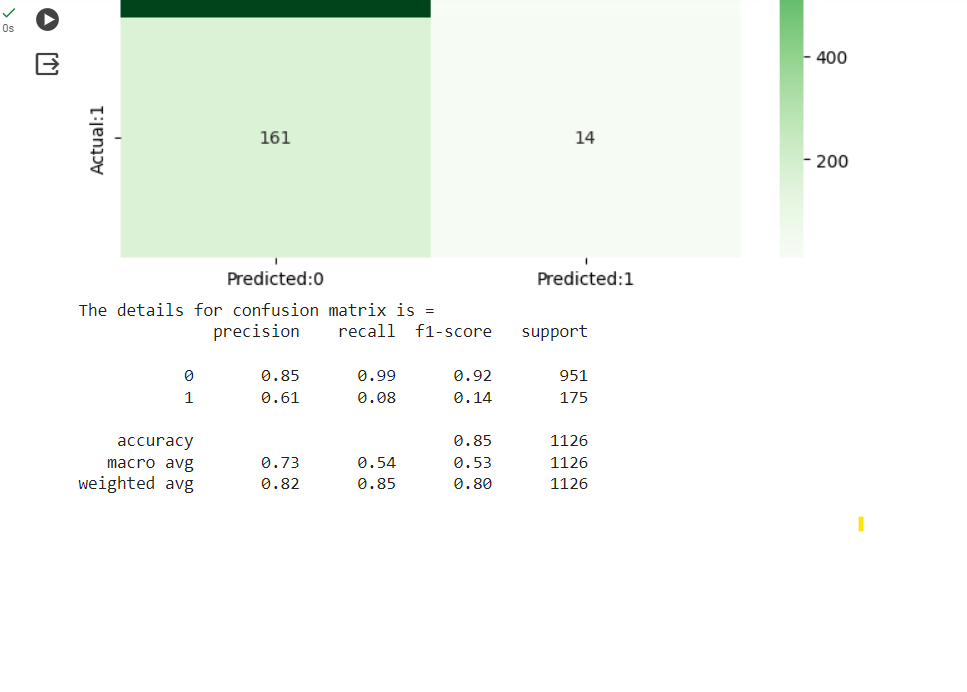 0s
400
Actual:1
161 14
200
Predicted:0 Predicted:1
The details for confusion matrix is =
precision recall f1-score support
0 0.85 0.99 0.92 951
1 0.61 0.08 0.14 175
accuracy 0.85 1126
macro avg 0.73 0.54 0.53 1126
weighted avg 0.82 0.85 0.80 1126